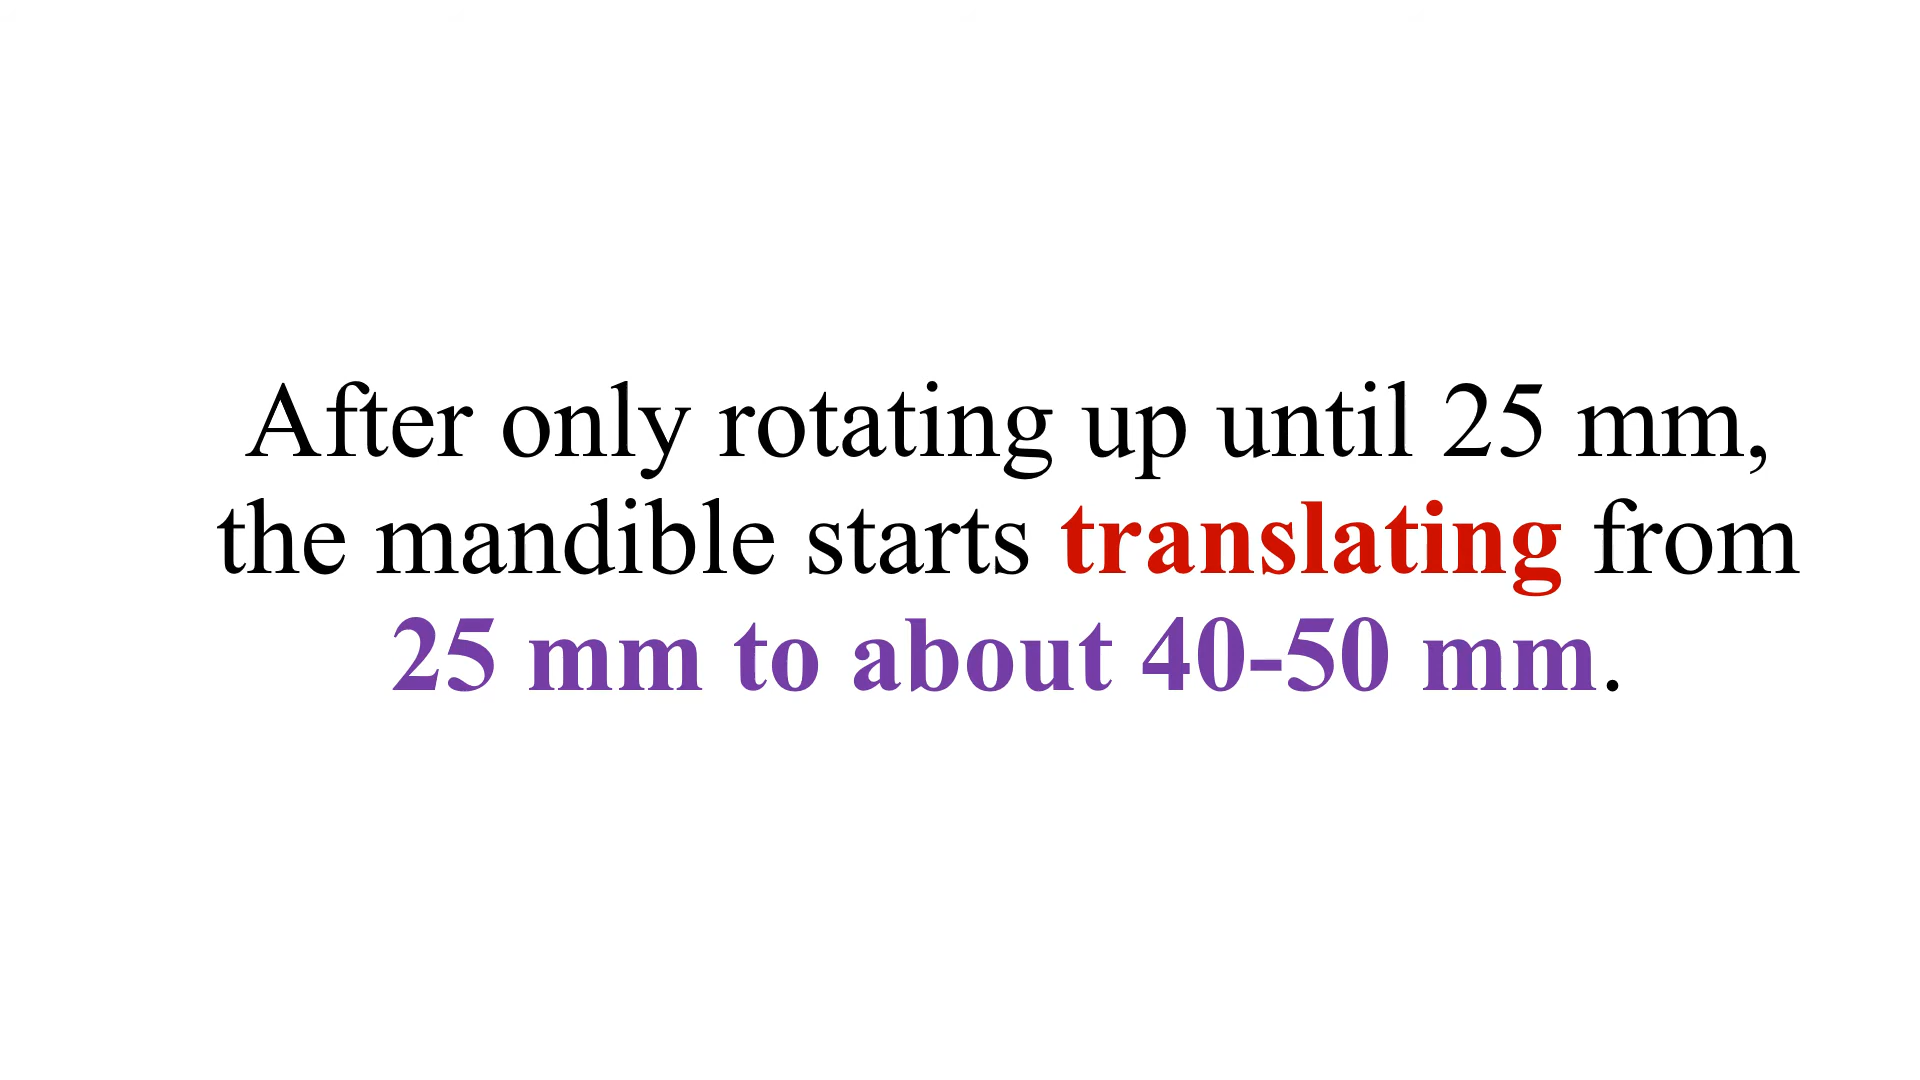 After only rotating up until 25 mm,
the mandible starts translating from
25 mm to about 40-50 mm.